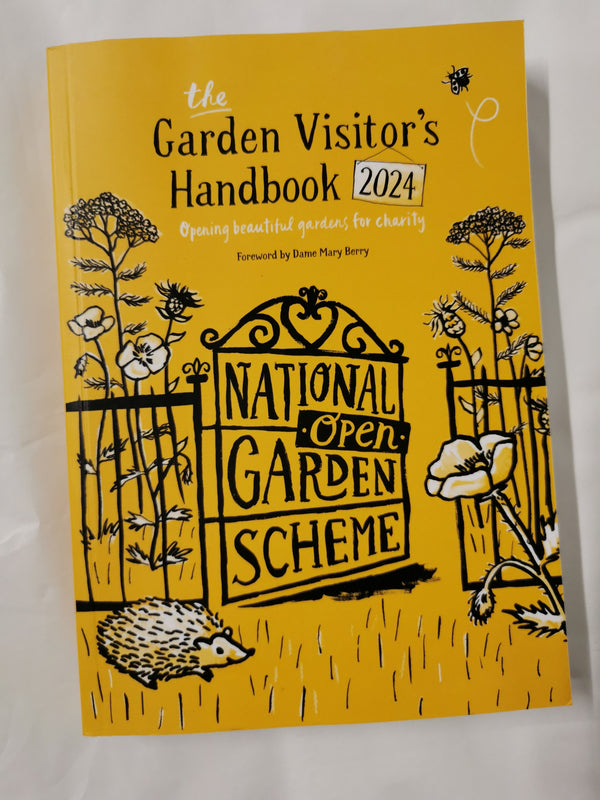 the
Garden Visitor's
Handbook 2024
Opening beautiful gardens for charity
Foreword by Dame Mary Berry
NATIONAL
Open
GARDEN
SCHEME